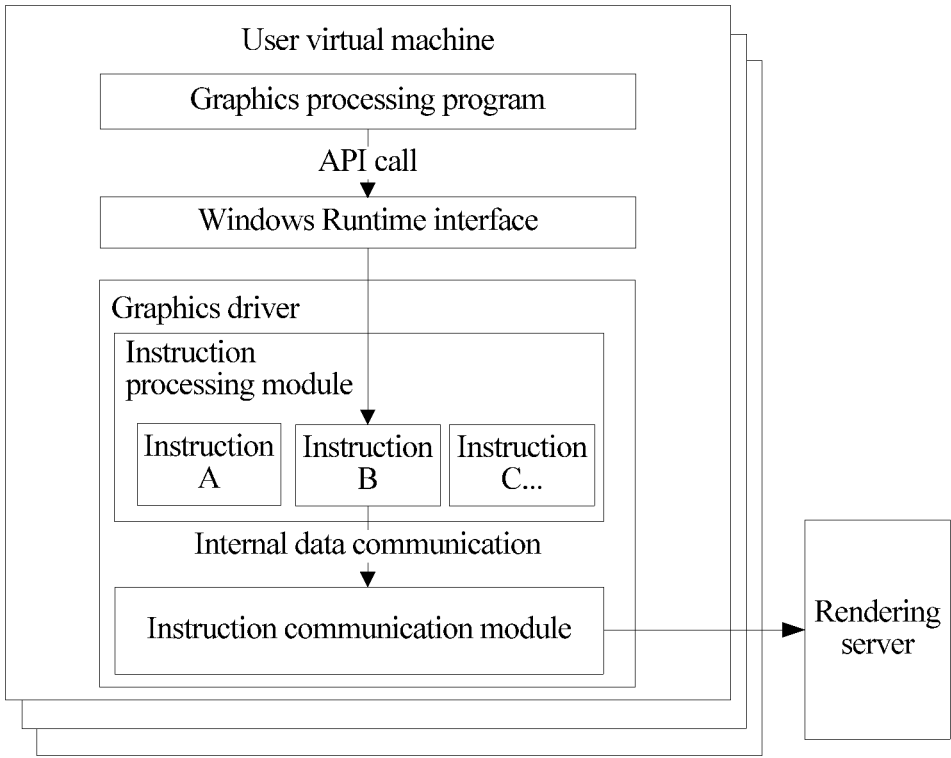 User virtual machine
Graphics processing program
API call
Windows Runtime interface
Graphics driver
Instruction
processing module
Instruction
A
Instruction
B
Instruction
C...
Internal data communication
Instruction communication module
Rendering
server